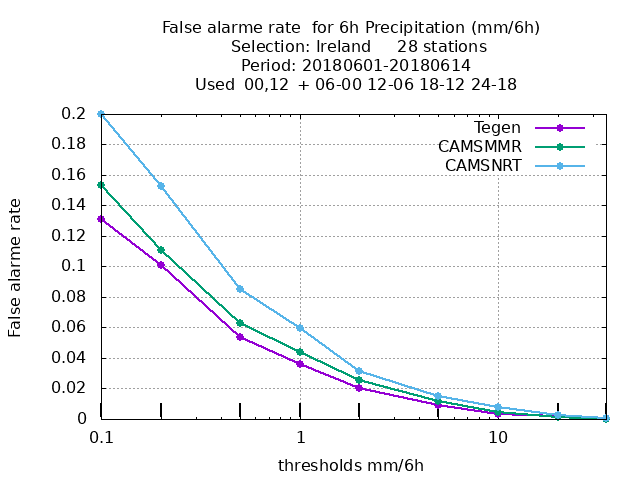 False alarme rate  for 6h Precipitation (mm/6h)
Selection: Ireland     28 stations
Period: 20180601-20180614
Used  00,12  + 06-00 12-06 18-12 24-18
Tegen
CAMSMMR
CAMSNRT
False alarme rate
0.2
0.18
0.16
0.14
0.12
0.1
0.08
0.06
0.04
0.02
0
0.1 1 10
thresholds mm/6h